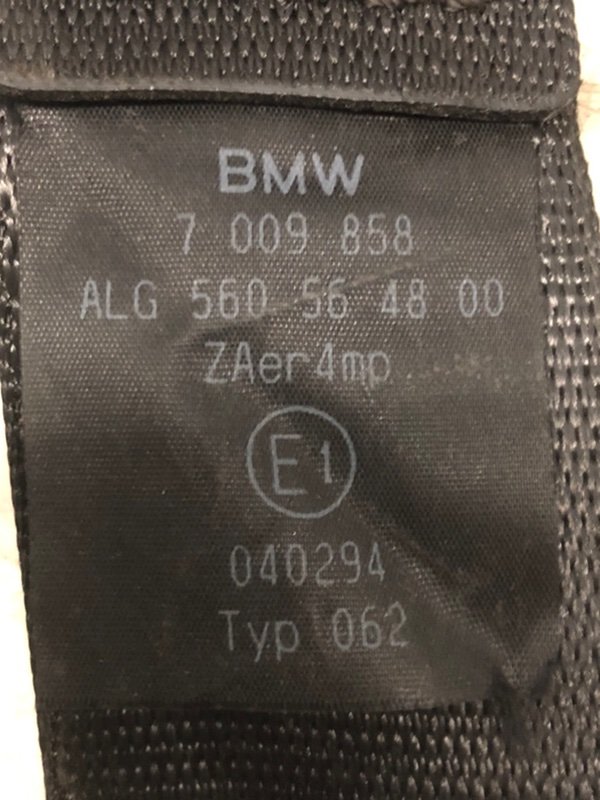 BMW
7 009 858
ALG 560 56 48 00
ZAer4mp
E1
040294
Typ 062